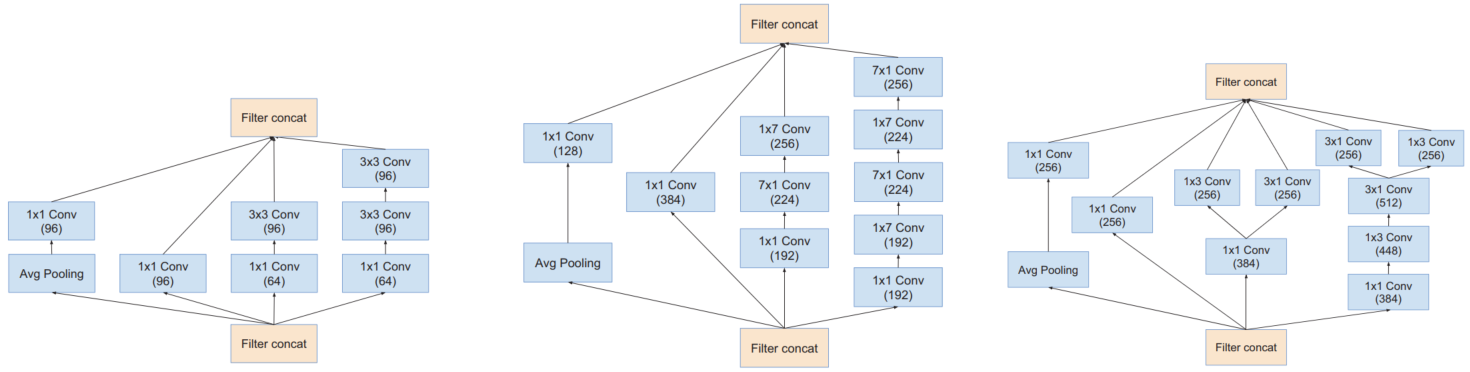 Filter concat
3x3 Conv
(96)
1x1 Conv
(96)
3x3 Conv
(96)
3x3 Conv
(96)
Avg Pooling
1x1 Conv
(96)
1x1 Conv
(64)
1x1 Conv
(64)
Filter concat
Filter concat
7x1 Conv
(256)
1x1 Conv
(128)
1x7 Conv
(256)
1x7 Conv
(224)
1x1 Conv
(384)
7x1 Conv
(224)
7x1 Conv
(224)
Avg Pooling
1x1 Conv
(192)
1x7 Conv
(192)
1x1 Conv
(192)
Filter concat
Filter concat
1x1 Conv
(256)
3x1 Conv
(256)
1x3 Conv
(256)
1x3 Conv
(256)
3x1 Conv
(256)
3x1 Conv
(512)
1x1 Conv
(256)
1x3 Conv
(448)
Avg Pooling
1x1 Conv
(384)
1x1 Conv
(384)
Filter concat